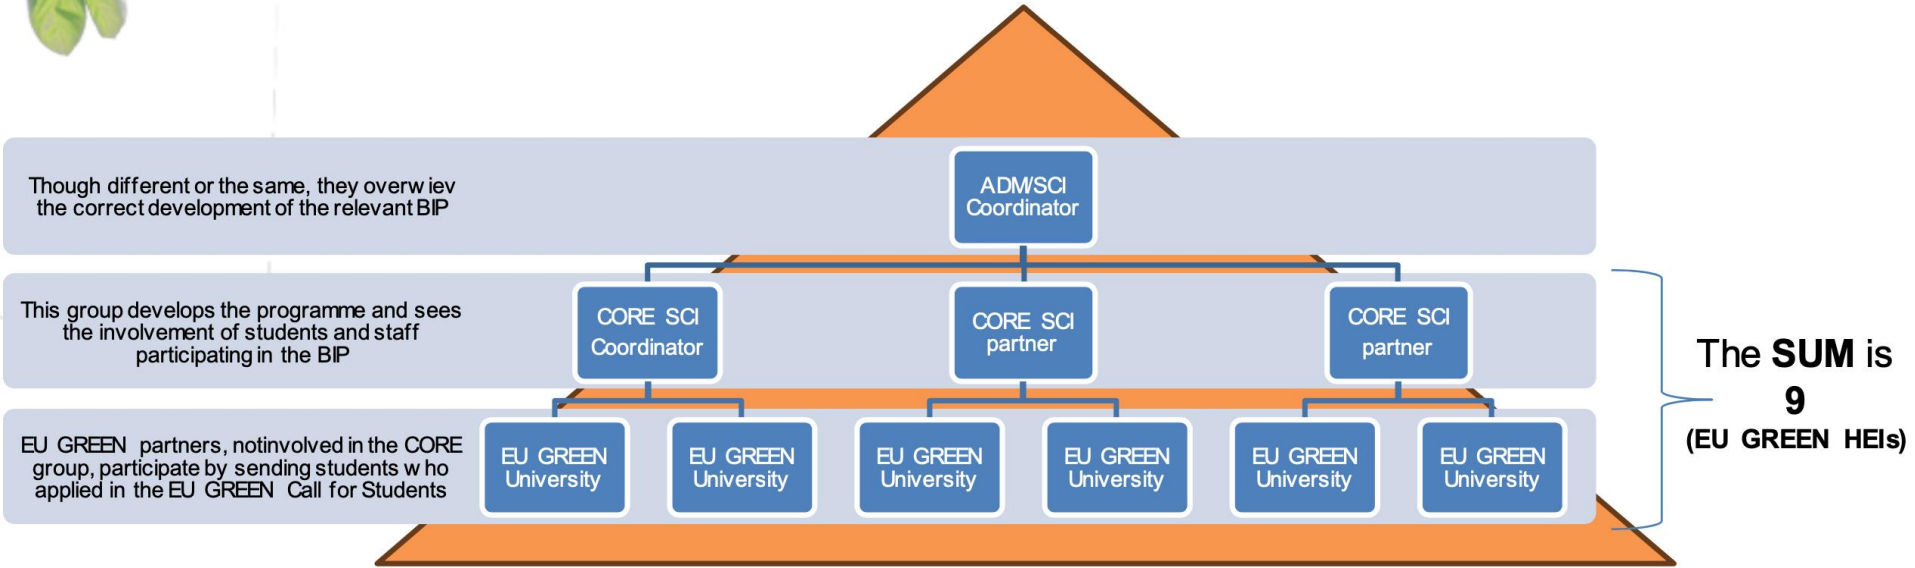 Though different or the same, they overwiev
the correct development of the relevant BIP
ADM/SCI
Coordinator
This group develops the programme and sees
the involvement of students and staff
participating in the BIP
CORE SCI
Coordinator
CORE SCI
partner
CORE SCI
partner
EU GREEN partners, notinvolved in the CORE
group, participate by sending students who
applied in the EU GREEN Call for Students
EU GREEN
University
EU GREEN
University
EU GREEN
University
EU GREEN
University
EU GREEN
University
EU GREEN
University
The SUM is
9
(EU GREEN HEIs)